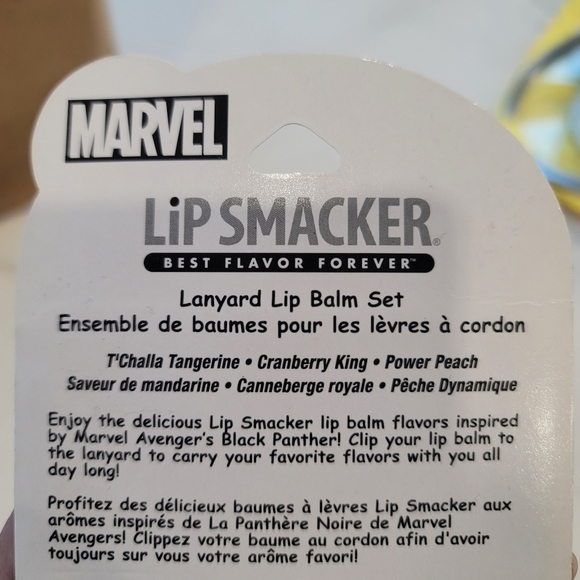 MARVEL
LiP SMACKER®
BEST FLAVOR FOREVER™
Lanyard Lip Balm Set
Ensemble de baumes pour les lèvres à cordon
T'Challa Tangerine • Cranberry King • Power Peach
Saveur de mandarine • Canneberge royale • Pêche Dynamique
Enjoy the delicious Lip Smacker lip balm flavors inspired
by Marvel Avenger's Black Panther! Clip your lip balm to
the lanyard to carry your favorite flavors with you all
day long!
Profitez des délicieux baumes à lèvres Lip Smacker aux
arômes inspirés de La Panthère Noire de Marvel
Avengers! Clippez votre baume au cordon afin d'avoir
toujours sur vous votre arôme favori!